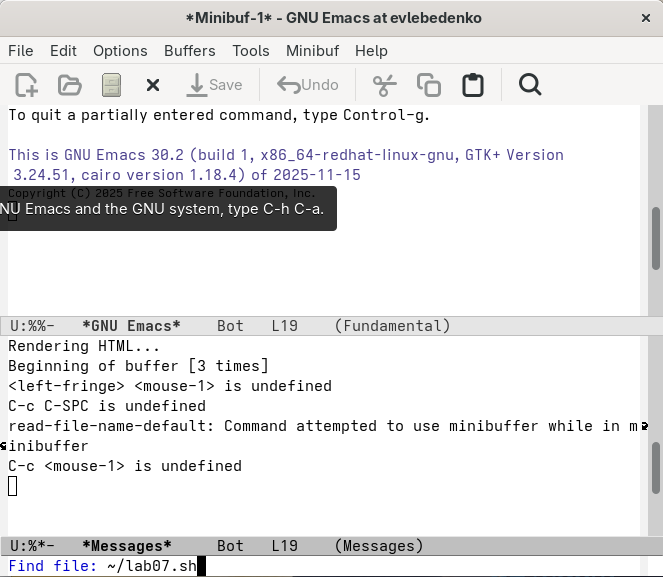 *Minibuf-1* - GNU Emacs at evlebedenko
File Edit Options Buffers Tools Minibuf Help
Save Undo
To quit a partially entered command, type Control-g.
This is GNU Emacs 30.2 (build 1, x86_64-redhat-linux-gnu, GTK+ Version
3.24.51, cairo version 1.18.4) of 2025-11-15
Copyright (C) 2025 Free Software Foundation, Inc.
NU Emacs and the GNU system, type C-h C-a.
U:%%- *GNU Emacs* Bot L19 (Fundamental)
Rendering HTML...
Beginning of buffer [3 times]
<left-fringe> <mouse-1> is undefined
C-c C-SPC is undefined
read-file-name-default: Command attempted to use minibuffer while in m
inibuffer
C-c <mouse-1> is undefined
U:%*- *Messages* Bot L19 (Messages)
Find file: ~/lab07.sh